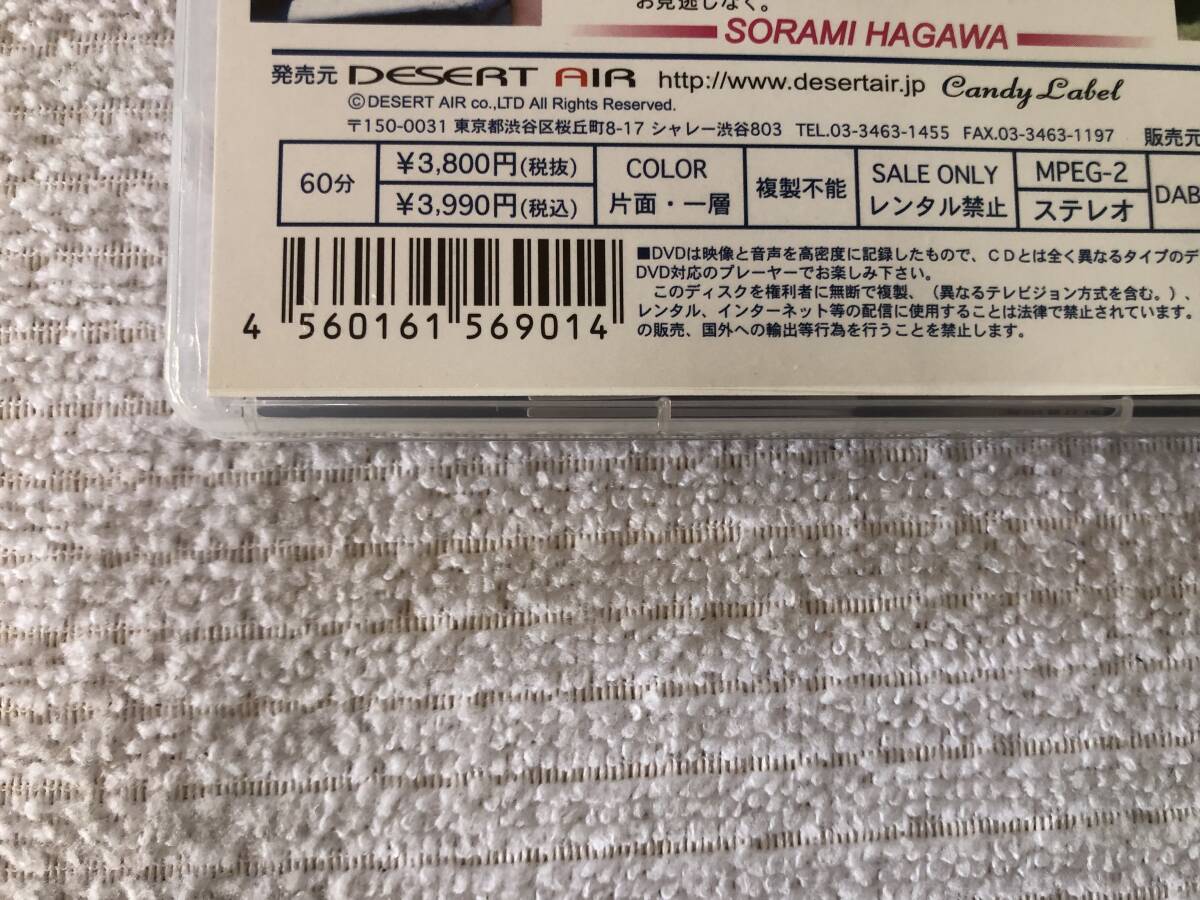 お見逃しなく。
SORAMI HAGAWA
発売元 DESERT AIR http://www.desertair.jp Candy Label
©DESERT AIR co.,LTD All Rights Reserved.
〒150-0031 東京都渋谷区桜丘町8-17 シャレー渋谷803 TEL.03-3463-1455 FAX.03-3463-1197 販売元
60分
¥3,800円(税抜)
¥3,990円(税込)
COLOR
片面・一層
複製不能
SALE ONLY
レンタル禁止
MPEG-2
ステレオ
DAB
4 560161 569014
■DVDは映像と音声を高密度に記録したもので、CDとは全く異なるタイプのデ
DVD対応のプレーヤーでお楽しみ下さい。
このディスクを権利者に無断で複製、(異なるテレビジョン方式を含む。)、
レンタル、インターネット等の配信に使用することは法律で禁止されています。
の販売、国外への輸出等行為を行うことを禁止します。